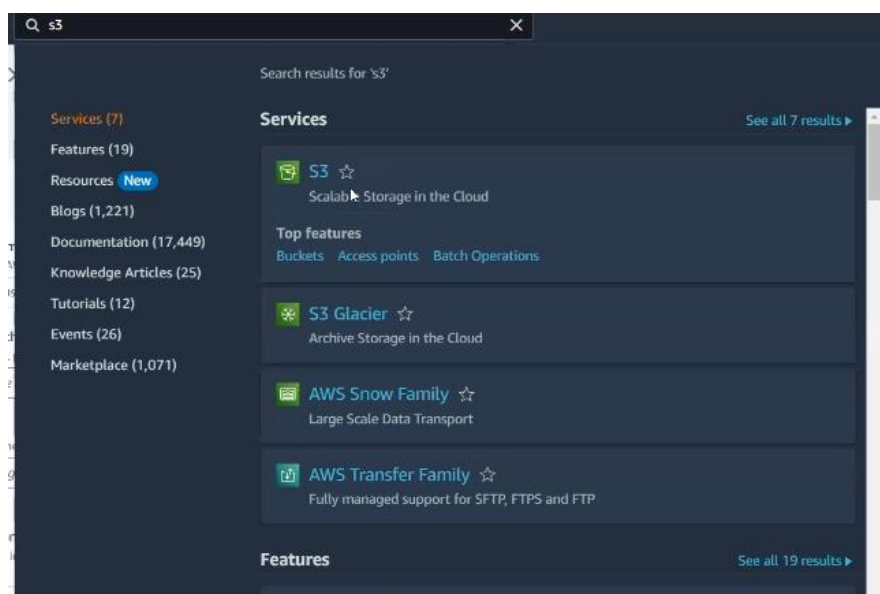 s3
Search results for 's3'
Services (7)
Features (19)
Resources New
Blogs (1,221)
Documentation (17,449)
Knowledge Articles (25)
Tutorials (12)
Events (26)
Marketplace (1,071)
Services
See all 7 results
S3
Scalable Storage in the Cloud
Top features
Buckets Access points Batch Operations
S3 Glacier
Archive Storage in the Cloud
AWS Snow Family
Large Scale Data Transport
AWS Transfer Family
Fully managed support for SFTP, FTPS and FTP
Features
See all 19 results